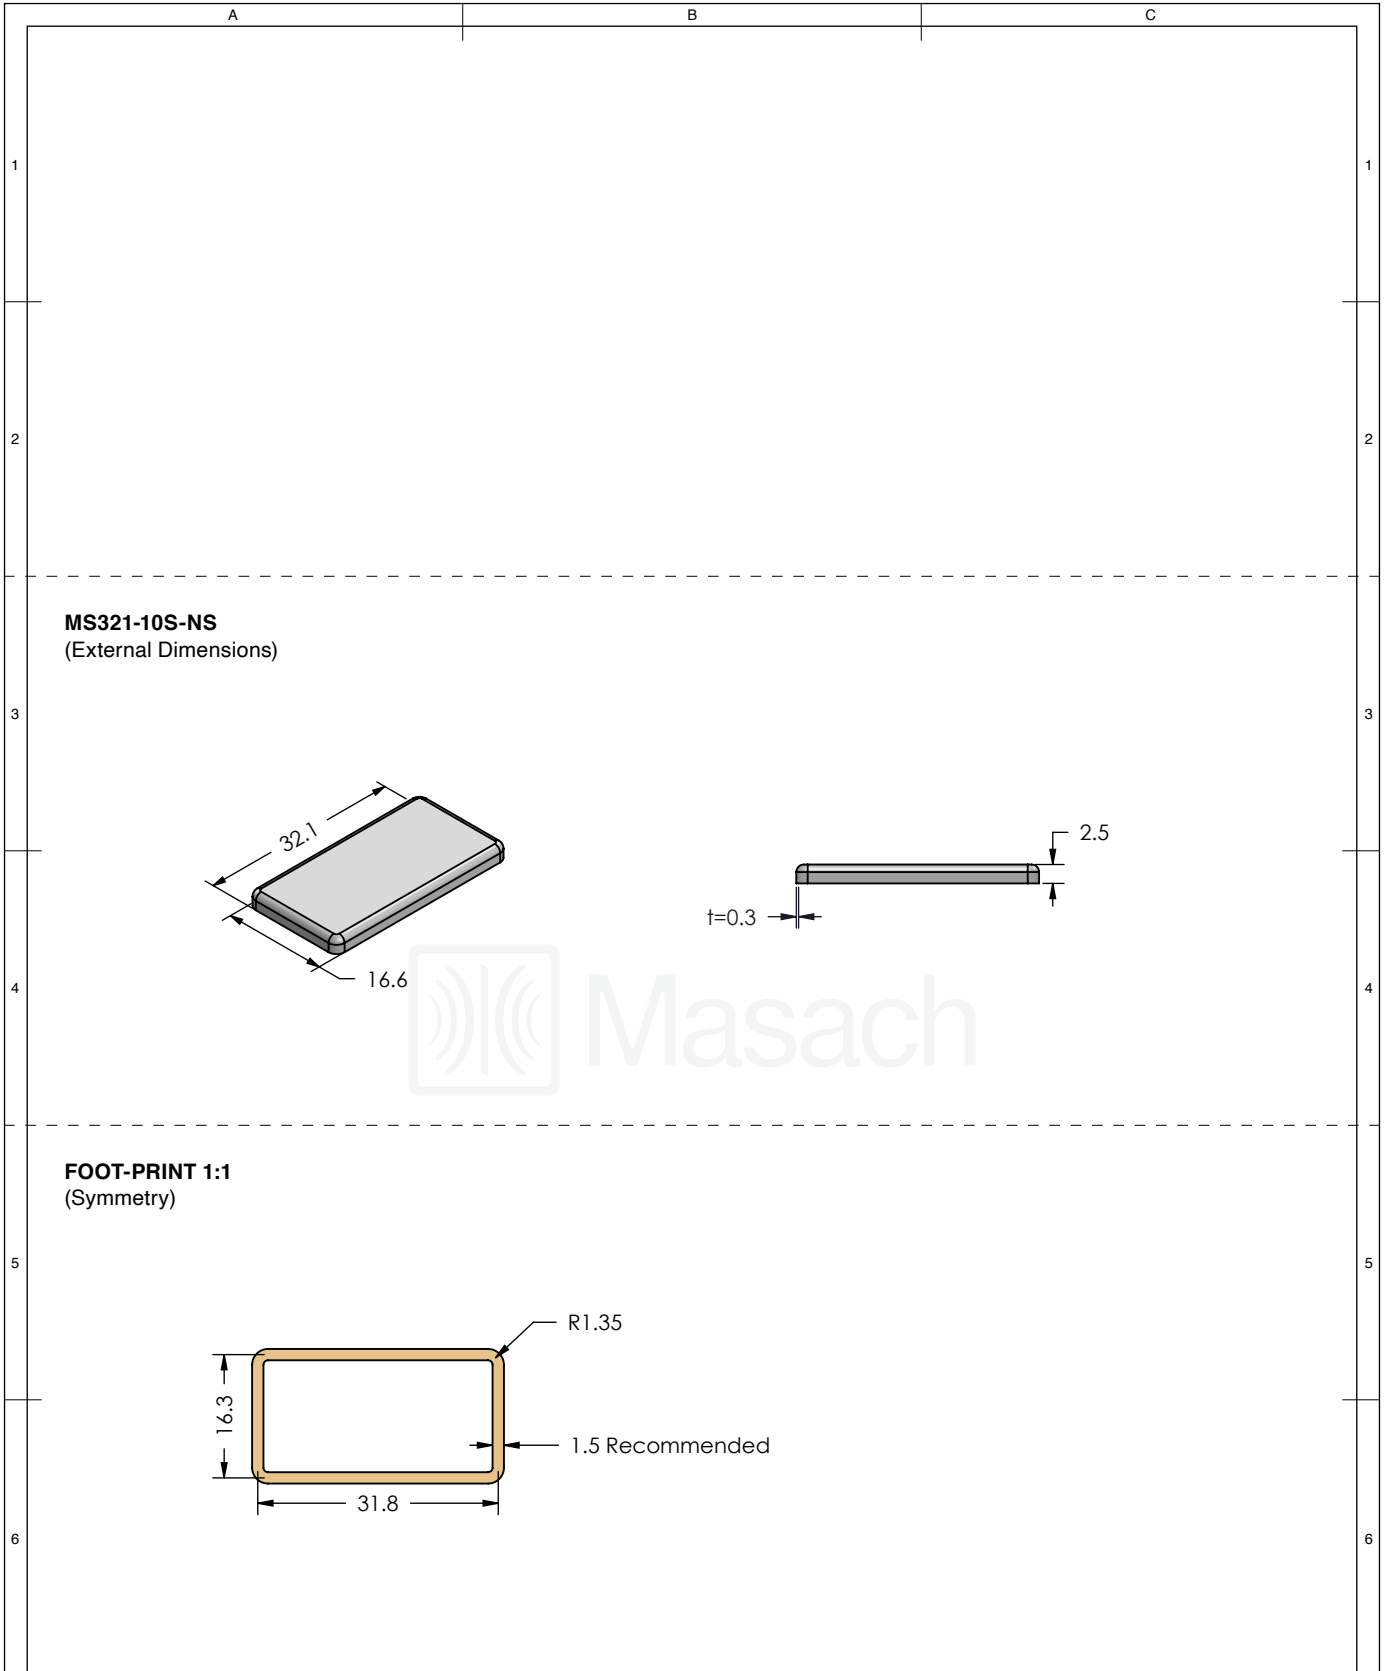 A B C
1 1
2 2
MS321-10S-NS
(External Dimensions)
3 3
32.1
2.5
t=0.3
16.6
4 4
Masach
FOOT-PRINT 1:1
(Symmetry)
5 5
R1.35
16.3
1.5 Recommended
31.8
6 6